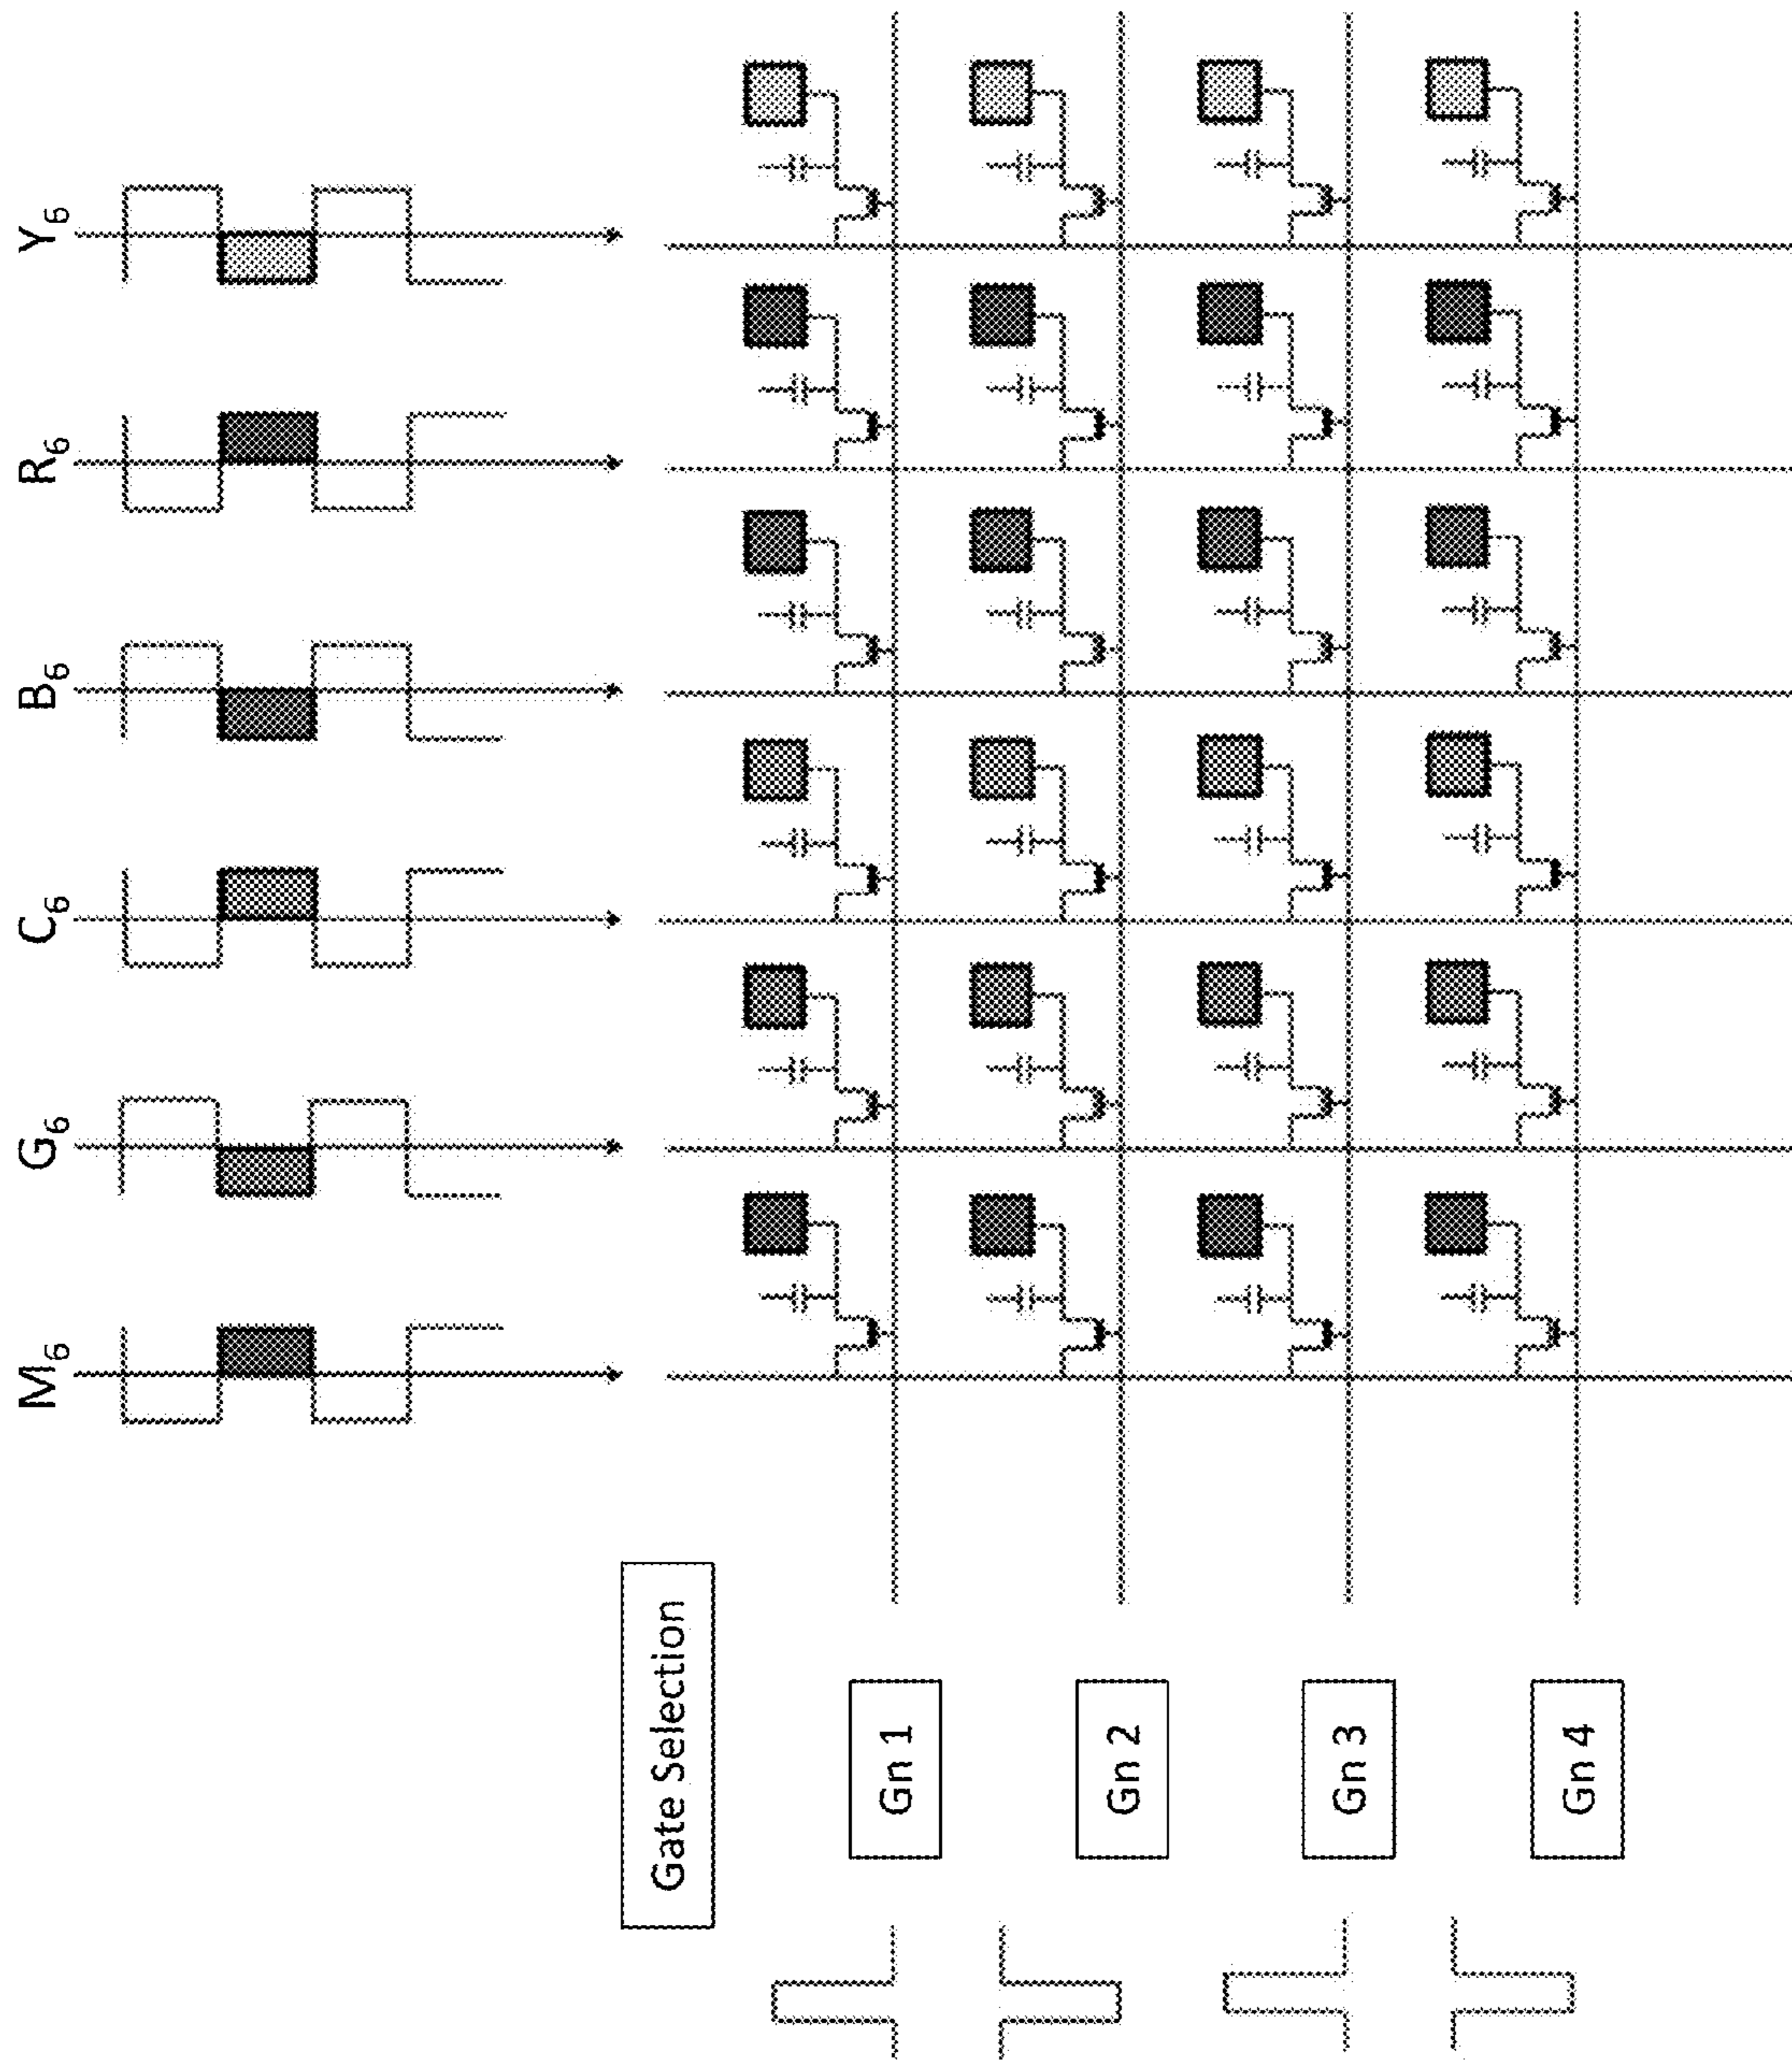 M6 G6 C6 B6 R6 Y6
Gate Selection
Gn 1
Gn 2
Gn 3
Gn 4